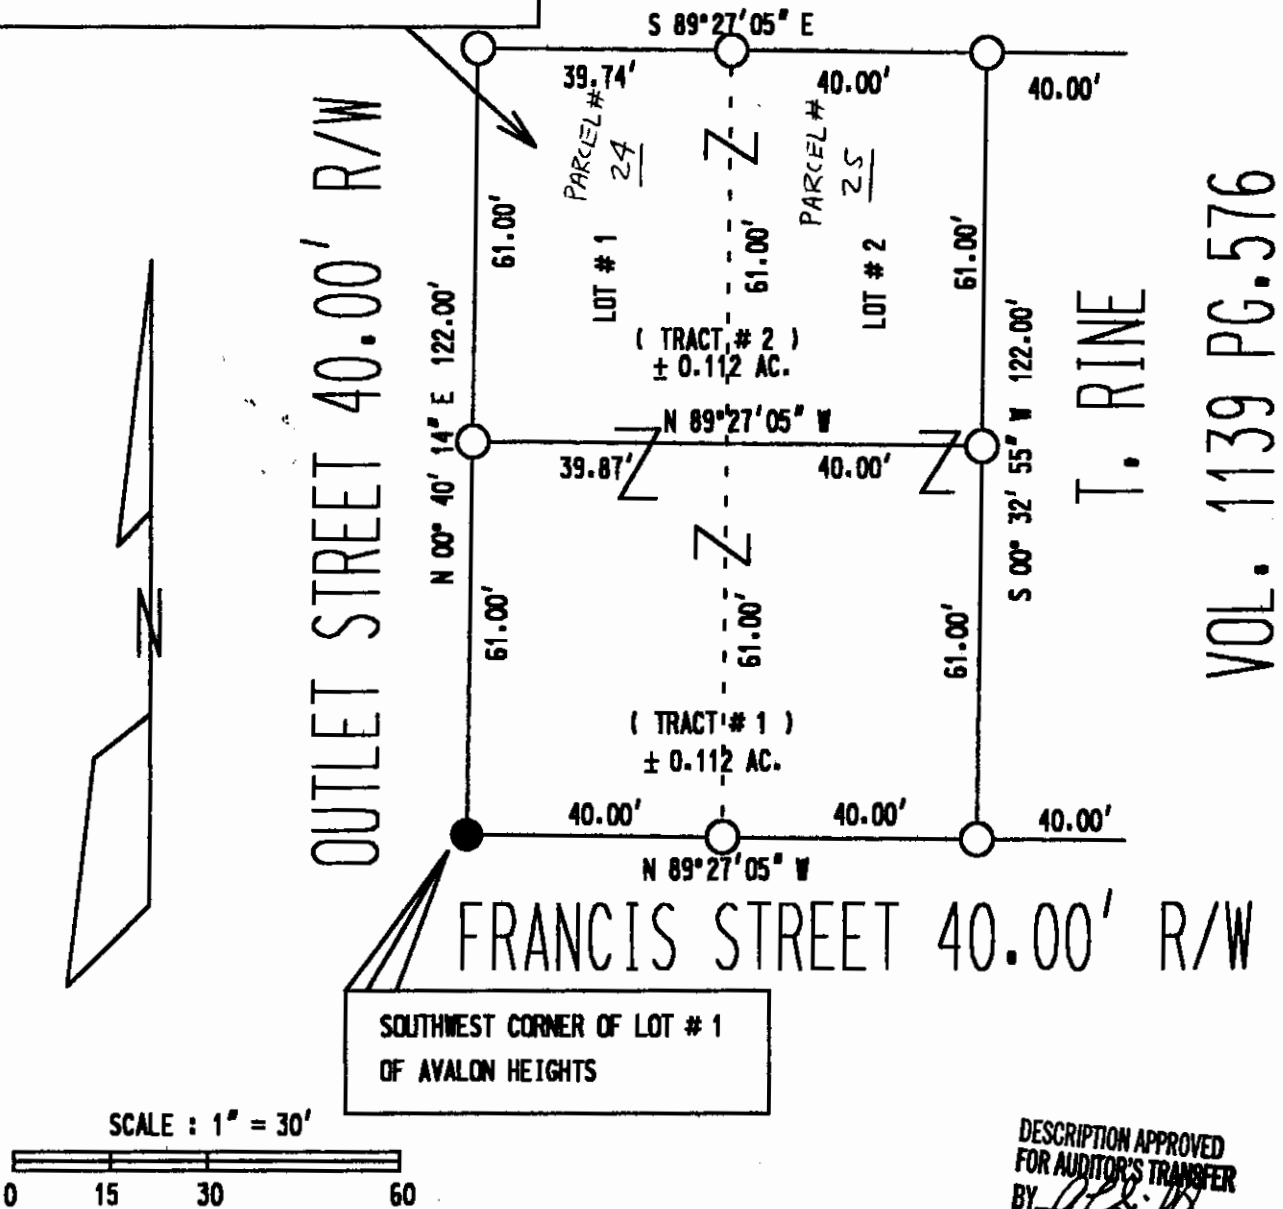 S 89°27'05" E
39.74'
40.00'
40.00'
PARCEL #
24
PARCEL #
25
OUTLET STREET 40.00' R/W
61.00'
LOT # 1
61.00'
LOT # 2
61.00'
N 00° 40' 14" E 122.00'
( TRACT # 2 )
± 0.112 AC.
S 00° 32' 55" W 122.00'
T. RINE
VOL. 1139 PG.576
N 89°27'05" W
39.87'
40.00'
N
61.00'
61.00'
61.00'
( TRACT # 1 )
± 0.112 AC.
40.00'
40.00'
40.00'
N 89°27'05" W
FRANCIS STREET 40.00' R/W
SOUTHWEST CORNER OF LOT # 1
OF AVALON HEIGHTS
SCALE : 1" = 30'
0 15 30 60
DESCRIPTION APPROVED
FOR AUDITOR'S TRANSFER
BY